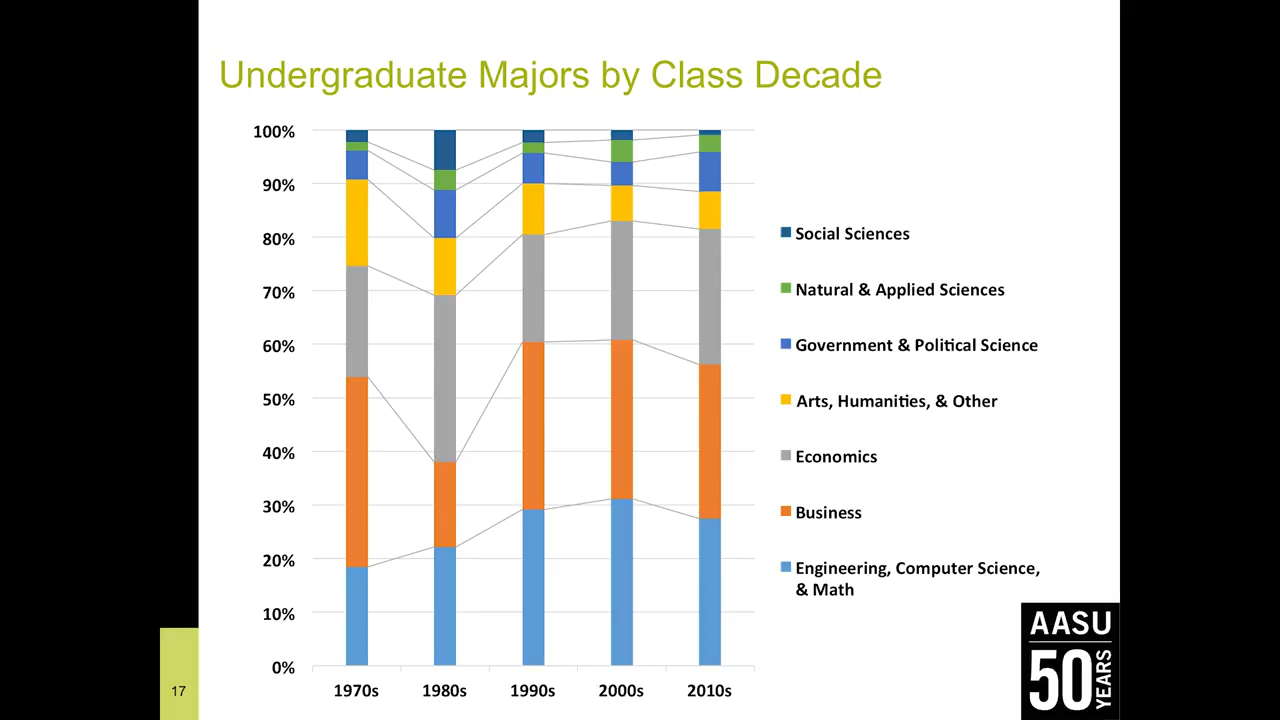 Undergraduate Majors by Class Decade
100%
90%
80%
70%
60%
50%
40%
30%
20%
10%
0%
1970s 1980s 1990s 2000s 2010s
Social Sciences
Natural & Applied Sciences
Government & Political Science
Arts, Humanities, & Other
Economics
Business
Engineering, Computer Science,
& Math
AASU
50 YEARS
17